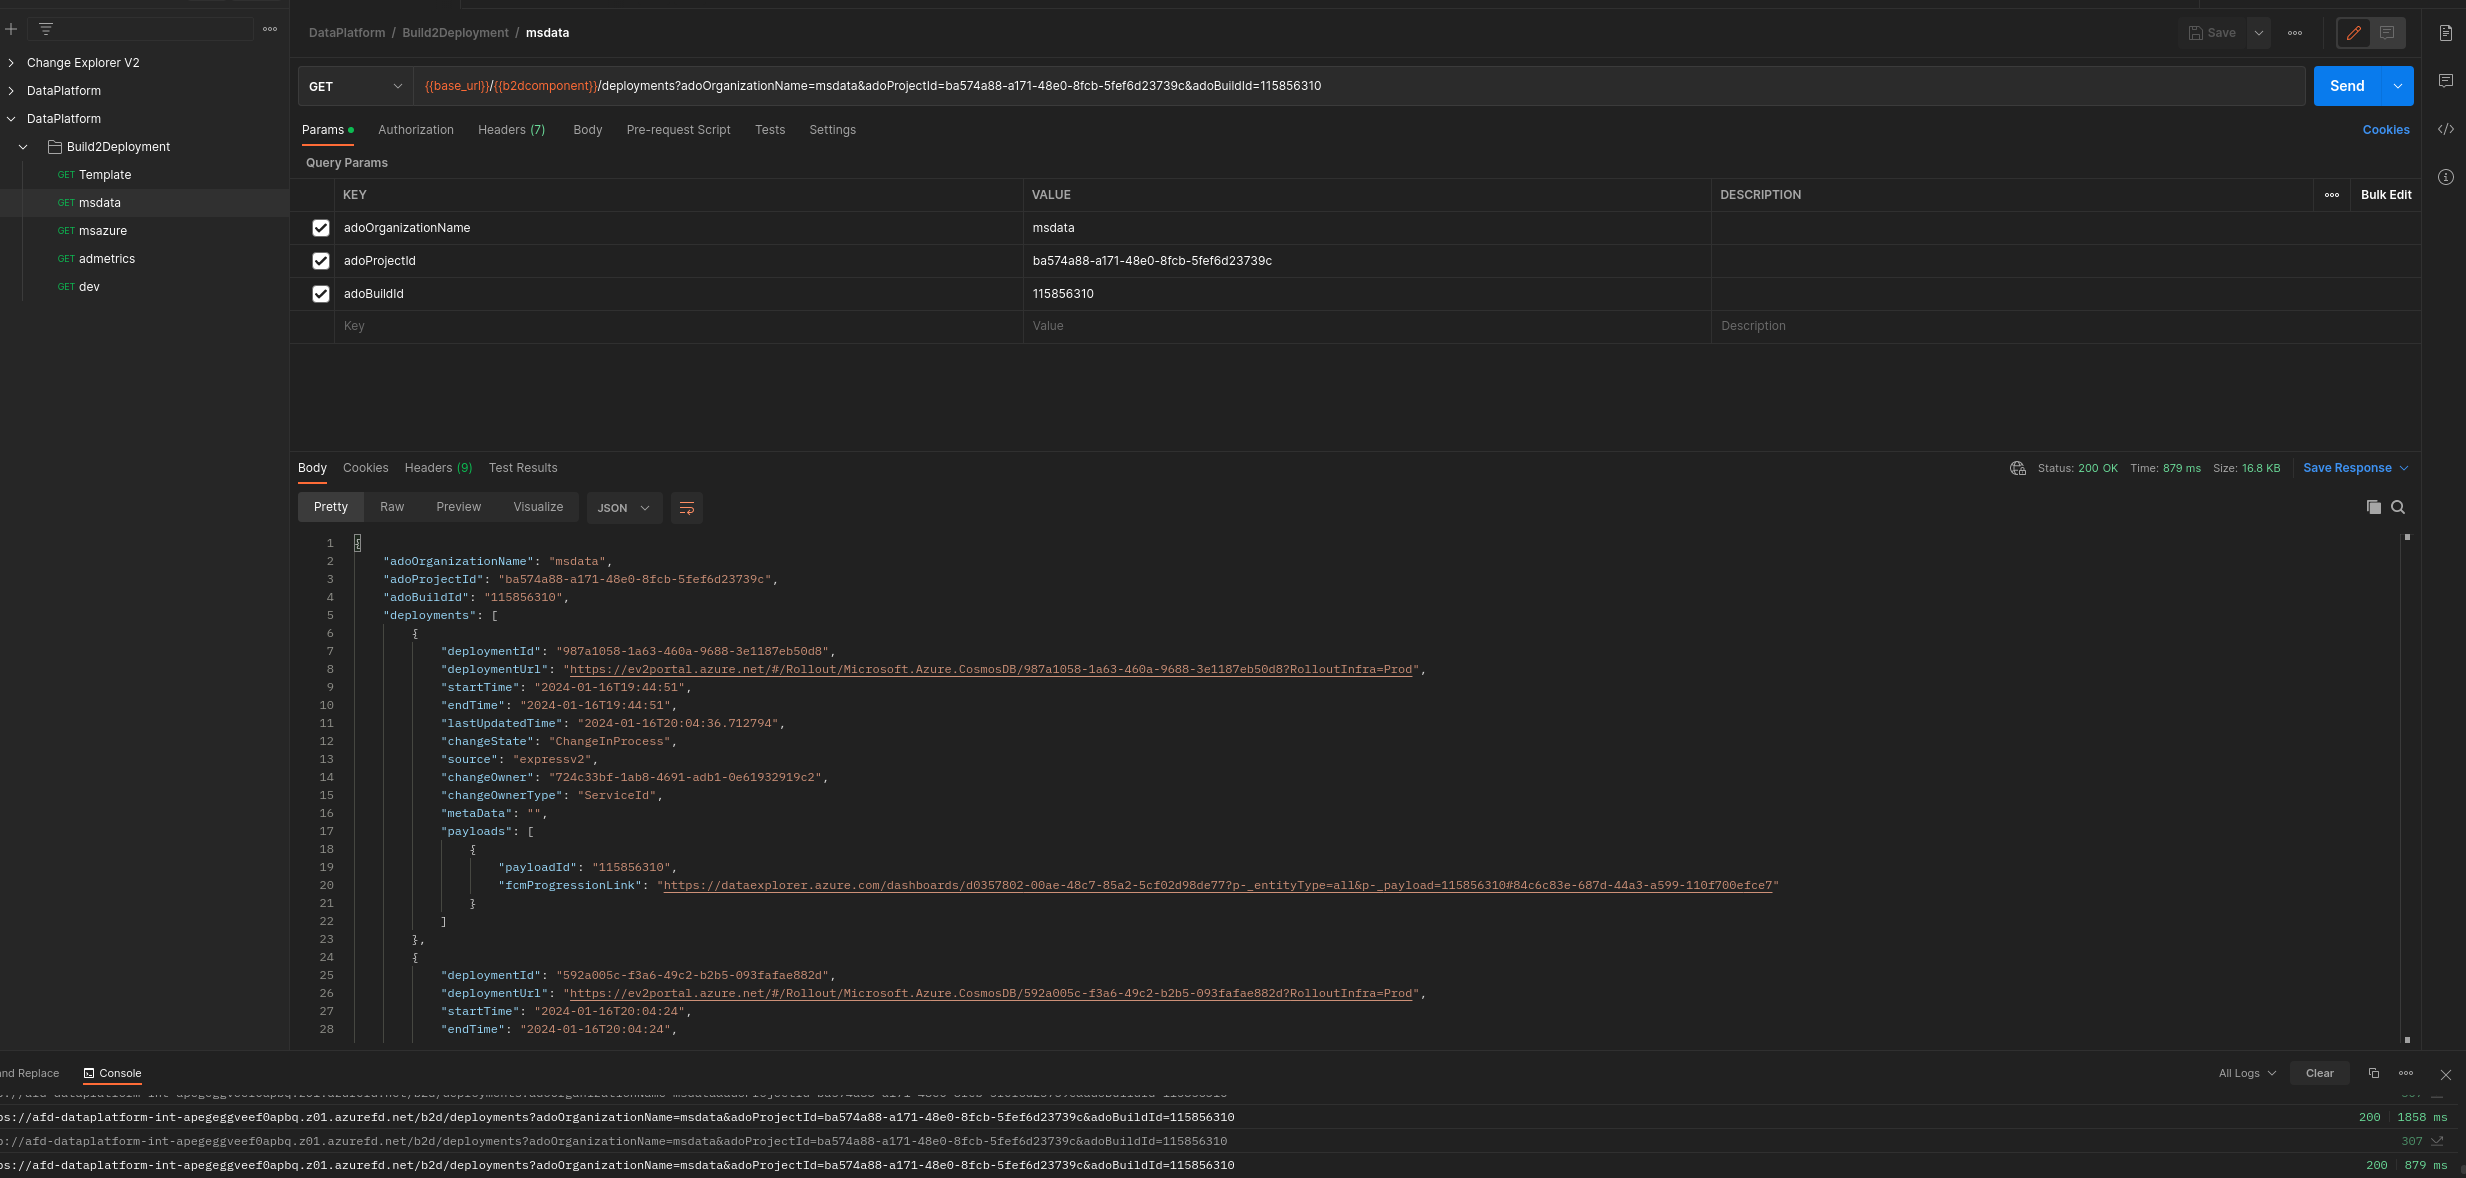 DataPlatform / Build2Deployment / msdata
Save
Change Explorer V2
DataPlatform
DataPlatform
Build2Deployment
GET Template
GET msdata
GET msazure
GET admetrics
GET dev
GET {{base_url}}/{{b2dcomponent}}/deployments?adoOrganizationName=msdata&adoProjectId=ba574a88-a171-48e0-8fcb-5fef6d23739c&adoBuildId=115856310 Send
Params Authorization Headers (7) Body Pre-request Script Tests Settings Cookies
Query Params
KEY VALUE DESCRIPTION Bulk Edit
adoOrganizationName msdata
adoProjectId ba574a88-a171-48e0-8fcb-5fef6d23739c
adoBuildId 115856310
Key Value Description
Body Cookies Headers (9) Test Results Status: 200 OK Time: 879 ms Size: 16.8 KB Save Response
Pretty Raw Preview Visualize JSON
1 {
2 "adoOrganizationName": "msdata",
3 "adoProjectId": "ba574a88-a171-48e0-8fcb-5fef6d23739c",
4 "adoBuildId": "115856310",
5 "deployments": [
6 {
7 "deploymentId": "987a1058-1a63-460a-9688-3e1187eb50d8",
8 "deploymentUrl": "https://ev2portal.azure.net/#/Rollout/Microsoft.Azure.CosmosDB/987a1058-1a63-460a-9688-3e1187eb50d8?RolloutInfra=Prod",
9 "startTime": "2024-01-16T19:44:51",
10 "endTime": "2024-01-16T19:44:51",
11 "lastUpdatedTime": "2024-01-16T20:04:36.712794",
12 "changeState": "ChangeInProcess",
13 "source": "expressv2",
14 "changeOwner": "724c33bf-1ab8-4691-adb1-0e61932919c2",
15 "changeOwnerType": "ServiceId",
16 "metaData": "",
17 "payloads": [
18 {
19 "payloadId": "115856310",
20 "fcmProgressionLink": "https://dataexplorer.azure.com/dashboards/d0357802-00ae-48c7-85a2-5cf02d98de77?p-_entityType=all&p-_payload=115856310#84c6c83e-687d-44a3-a599-110f700efce7"
21 }
22 ]
23 },
24 {
25 "deploymentId": "592a005c-f3a6-49c2-b2b5-093fafae882d",
26 "deploymentUrl": "https://ev2portal.azure.net/#/Rollout/Microsoft.Azure.CosmosDB/592a005c-f3a6-49c2-b2b5-093fafae882d?RolloutInfra=Prod",
27 "startTime": "2024-01-16T20:04:24",
28 "endTime": "2024-01-16T20:04:24",
and Replace Console All Logs Clear
ps://afd-dataplatform-int-apegeggveef0apbq.z01.azurefd.net/b2d/deployments?adoOrganizationName=msdata&adoProjectId=ba574a88-a171-48e0-8fcb-5fef6d23739c&adoBuildId=115856310 200 1858 ms
p://afd-dataplatform-int-apegeggveef0apbq.z01.azurefd.net/b2d/deployments?adoOrganizationName=msdata&adoProjectId=ba574a88-a171-48e0-8fcb-5fef6d23739c&adoBuildId=115856310 307
ps://afd-dataplatform-int-apegeggveef0apbq.z01.azurefd.net/b2d/deployments?adoOrganizationName=msdata&adoProjectId=ba574a88-a171-48e0-8fcb-5fef6d23739c&adoBuildId=115856310 200 879 ms